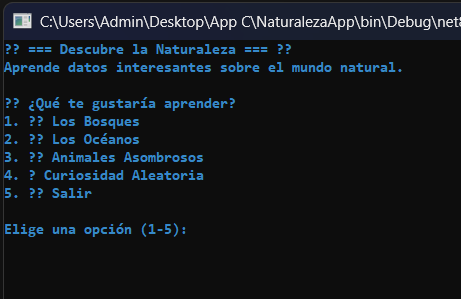 C:\Users\Admin\Desktop\App C\NaturalezaApp\bin\Debug\net8
?? === Descubre la Naturaleza === ??
Aprende datos interesantes sobre el mundo natural.
?? ¿Qué te gustaría aprender?
1. ?? Los Bosques
2. ?? Los Océanos
3. ?? Animales Asombrosos
4. ? Curiosidad Aleatoria
5. ?? Salir
Elige una opción (1-5):